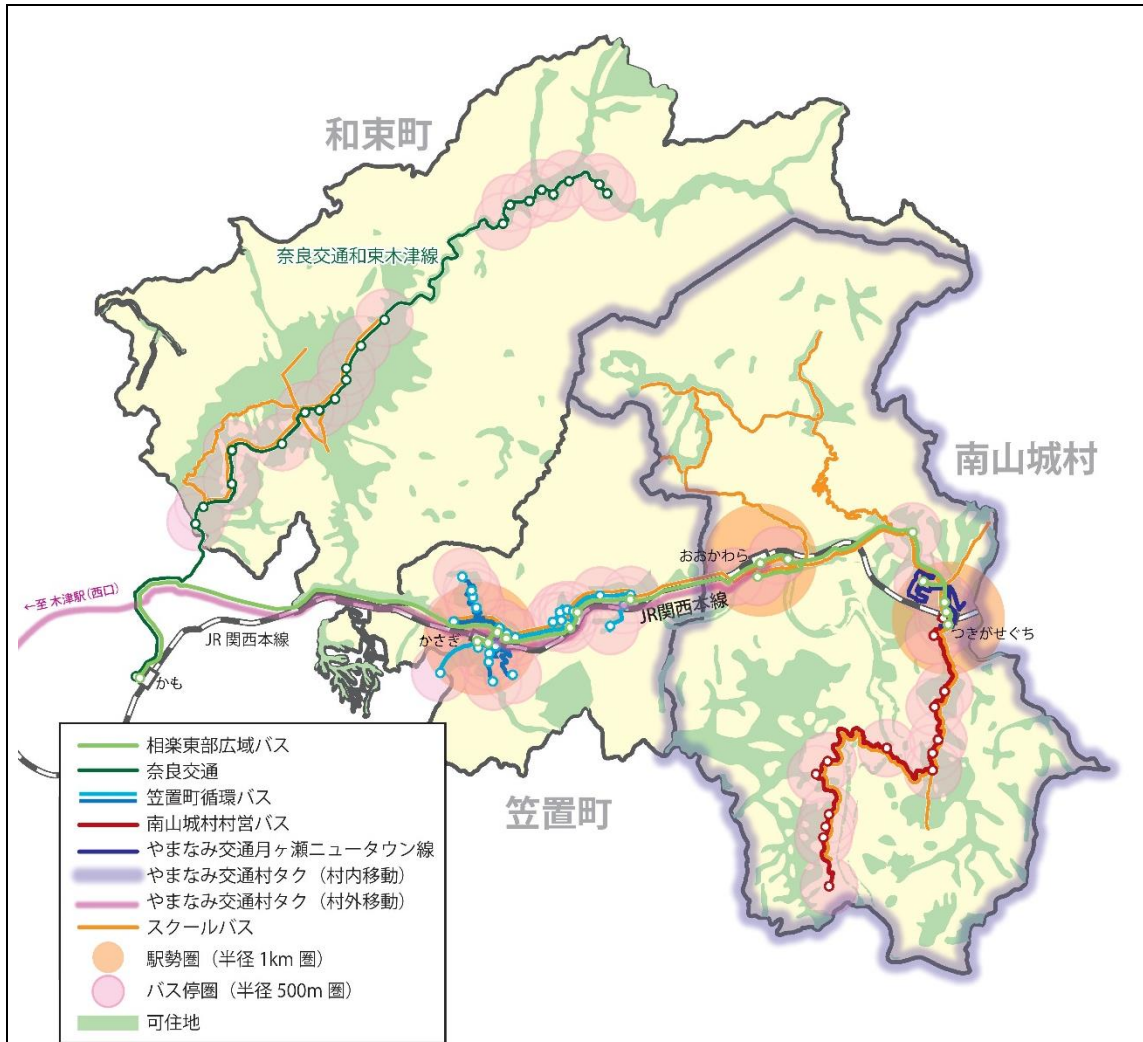 和束町
奈良交通和束木津線
南山城村
おおかわら
←至 木津駅（西口）
JR関西本線
つきがせぐち
かさぎ
JR 関西本線
かも
笠置町
相楽東部広域バス
奈良交通
笠置町循環バス
南山城村村営バス
やまなみ交通月ヶ瀬ニュータウン線
やまなみ交通村タク（村内移動）
やまなみ交通村タク（村外移動）
スクールバス
駅勢圏（半径 1km 圏）
バス停圏（半径 500m 圏）
可住地